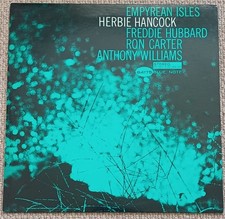 EMPYREAN ISLES
HERBIE HANCOCK
FREDDIE HUBBARD
RON CARTER
ANTHONY WILLIAMS